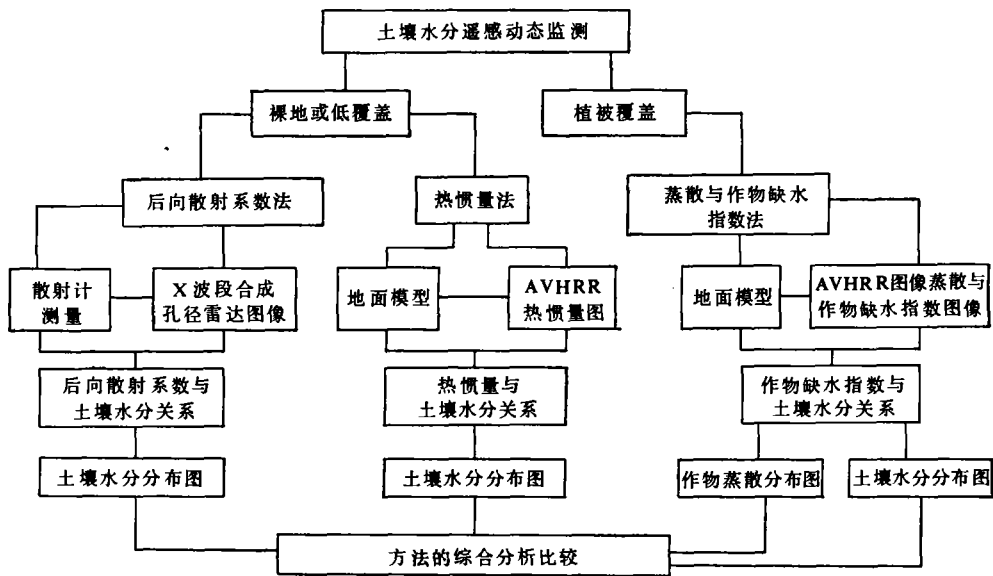 土壤水分遥感动态监测
裸地或低覆盖
植被覆盖
后向散射系数法
热惯量法
蒸散与作物缺水
指数法
散射计
测量
X波段合成
孔径雷达图像
地面模型
AVHRR
热惯量图
地面模型
AVHRR图像蒸散与
作物缺水指数图像
后向散射系数与
土壤水分关系
热惯量与
土壤水分关系
作物缺水指数与
土壤水分关系
土壤水分分布图
土壤水分分布图
作物蒸散分布图
土壤水分分布图
方法的综合分析比较